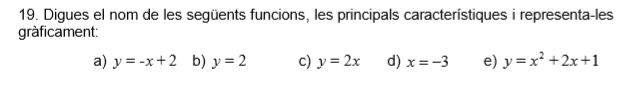 19. Digues el nom de les següents funcions, les principals característiques i representa-les
gràficament:
a) y = -x + 2 b) y = 2 c) y = 2x d) x = −3 e) y = x² + 2x + 1